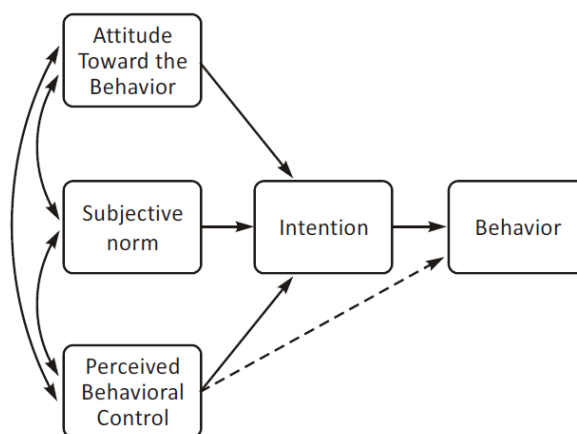 Attitude
Toward the
Behavior
Subjective
norm
Intention
Behavior
Perceived
Behavioral
Control